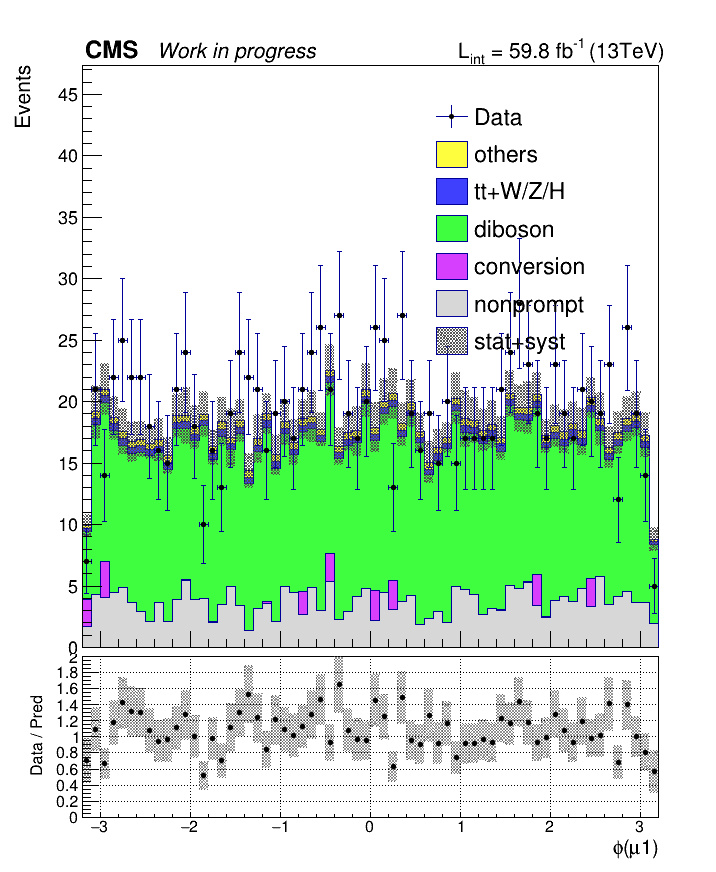 CMS Work in progress L_int = 59.8 fb^-1 (13TeV)
Events
45
40
35
30
25
20
15
10
5
0
Data
others
tt+W/Z/H
diboson
conversion
nonprompt
stat+syst
Data / Pred
2
1.8
1.6
1.4
1.2
1
0.8
0.6
0.4
0.2
0
−3 −2 −1 0 1 2 3
ϕ(μ1)